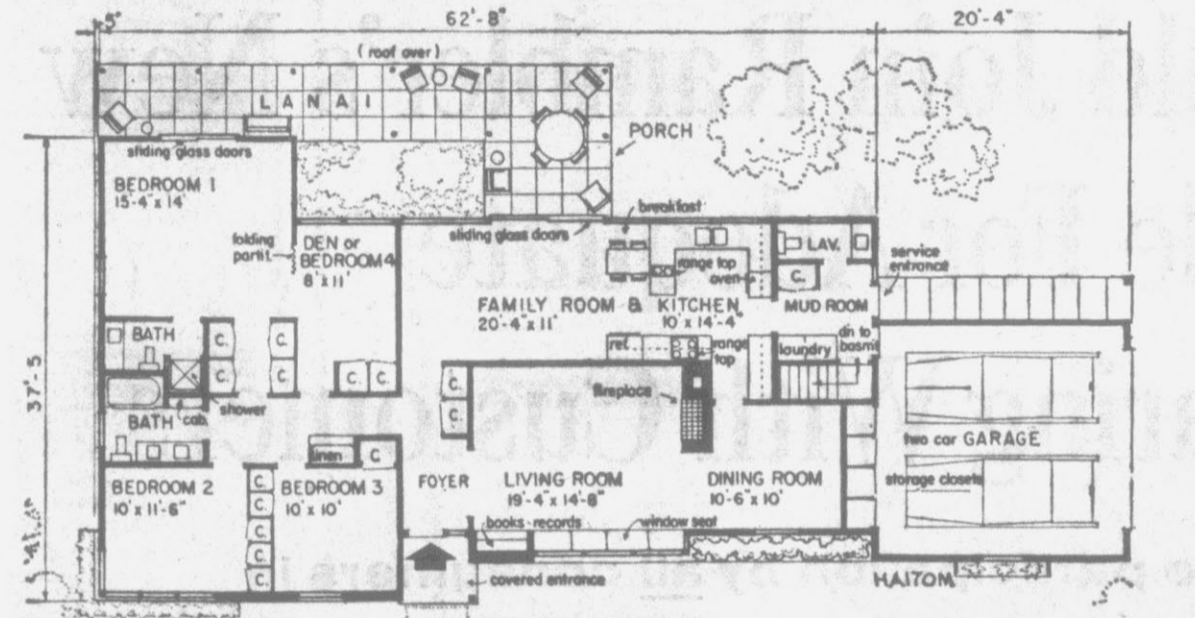 5"
62'-8"
20'-4"
(roof over)
LANAI
PORCH
sliding glass doors
BEDROOM 1
15'-4" x 14'
folding
partit.
DEN or
BEDROOM 4
8' x 11'
sliding glass doors
breakfast
range top
oven
LAV.
C.
service
entrance
FAMILY ROOM & KITCHEN
20'-4" x 11'
10' x 14'-4"
MUD ROOM
BATH
C.
C.
C.
C.
C.
C.
ref.
range
top
laundry
dn to
basmt
37'-5
shower
cab.
BATH
C.
C.
fireplace
two car GARAGE
storage closets
linen
C.
BEDROOM 2
10' x 11'-6"
C.
C.
C.
C.
C.
BEDROOM 3
10' x 10'
FOYER
LIVING ROOM
19'-4" x 14'-8"
DINING ROOM
10'-6" x 10'
books-records
window seat
covered entrance
HA170M